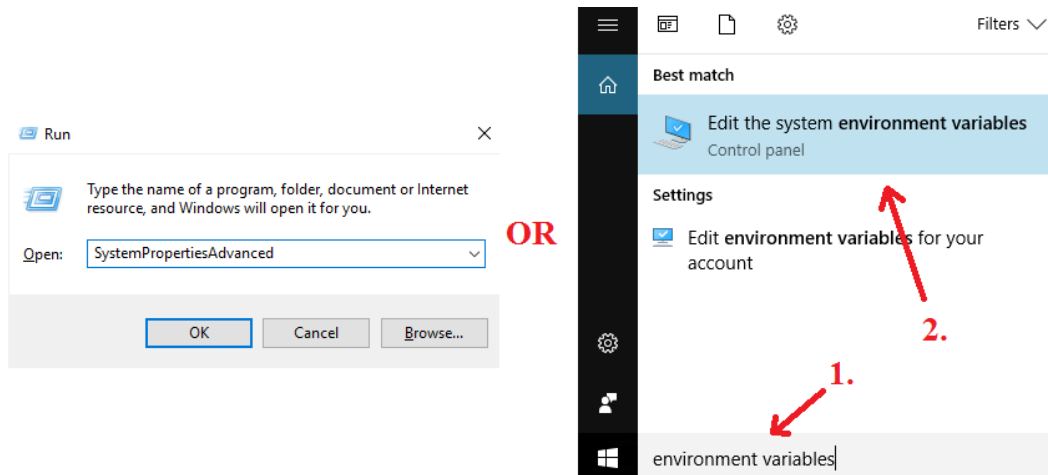 Run
Type the name of a program, folder, document or Internet
resource, and Windows will open it for you.
Open:
SystemPropertiesAdvanced
OK
Cancel
Browse...
OR
Filters
Best match
Edit the system environment variables
Control panel
Settings
Edit environment variables for your
account
2.
1.
environment variables